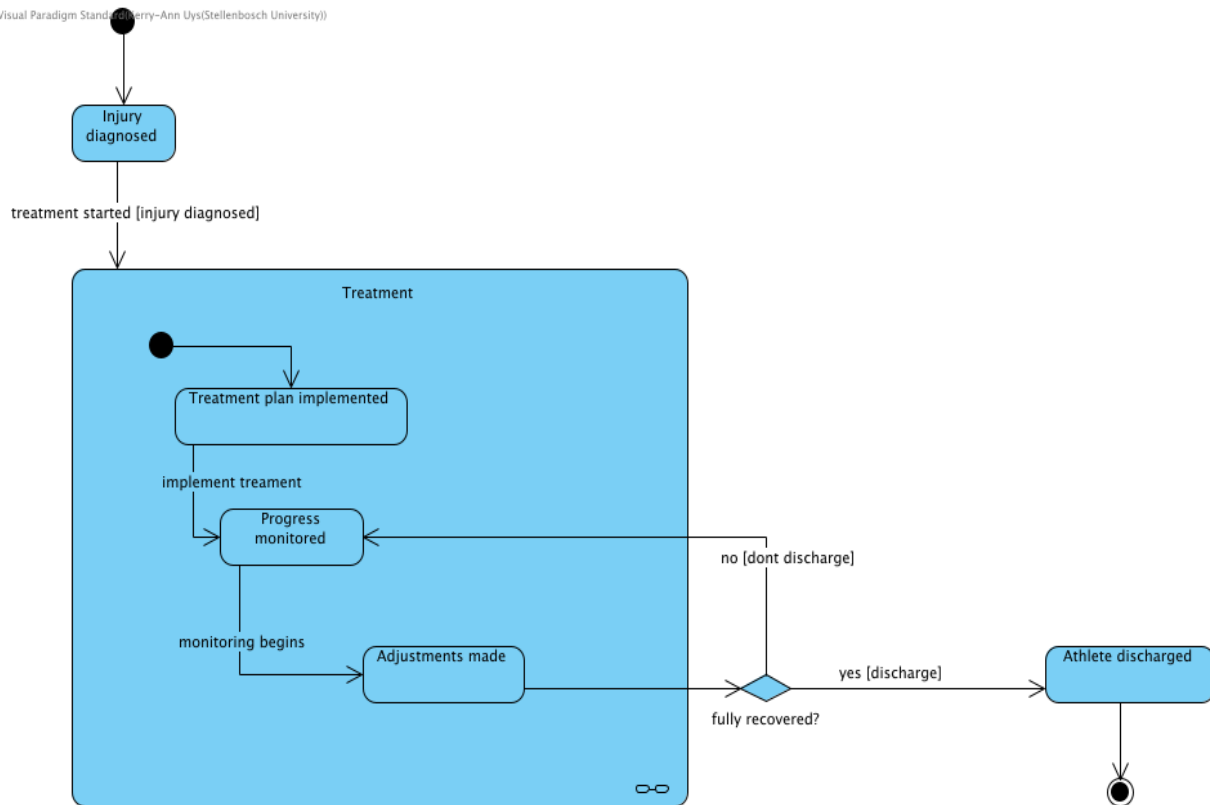 Visual Paradigm Standard(Kerry-Ann Uys(Stellenbosch University))
Injury
diagnosed
treatment started [injury diagnosed]
Treatment
Treatment plan implemented
implement treament
Progress
monitored
no [dont discharge]
monitoring begins
Adjustments made
yes [discharge]
Athlete discharged
fully recovered?